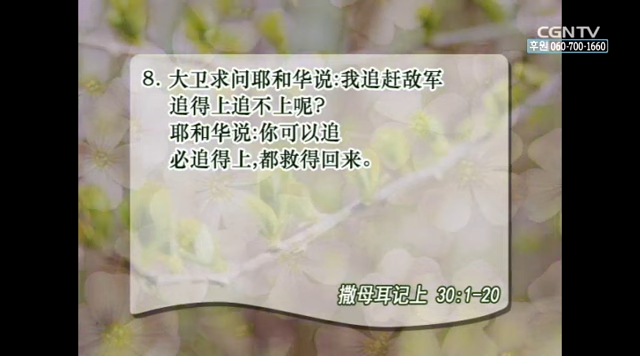 CGNTV
후원 060-700-1660
8. 大卫求问耶和华说:我追赶敌军
追得上追不上呢?
耶和华说:你可以追
必追得上,都救得回来。
撒母耳记上 30:1-20